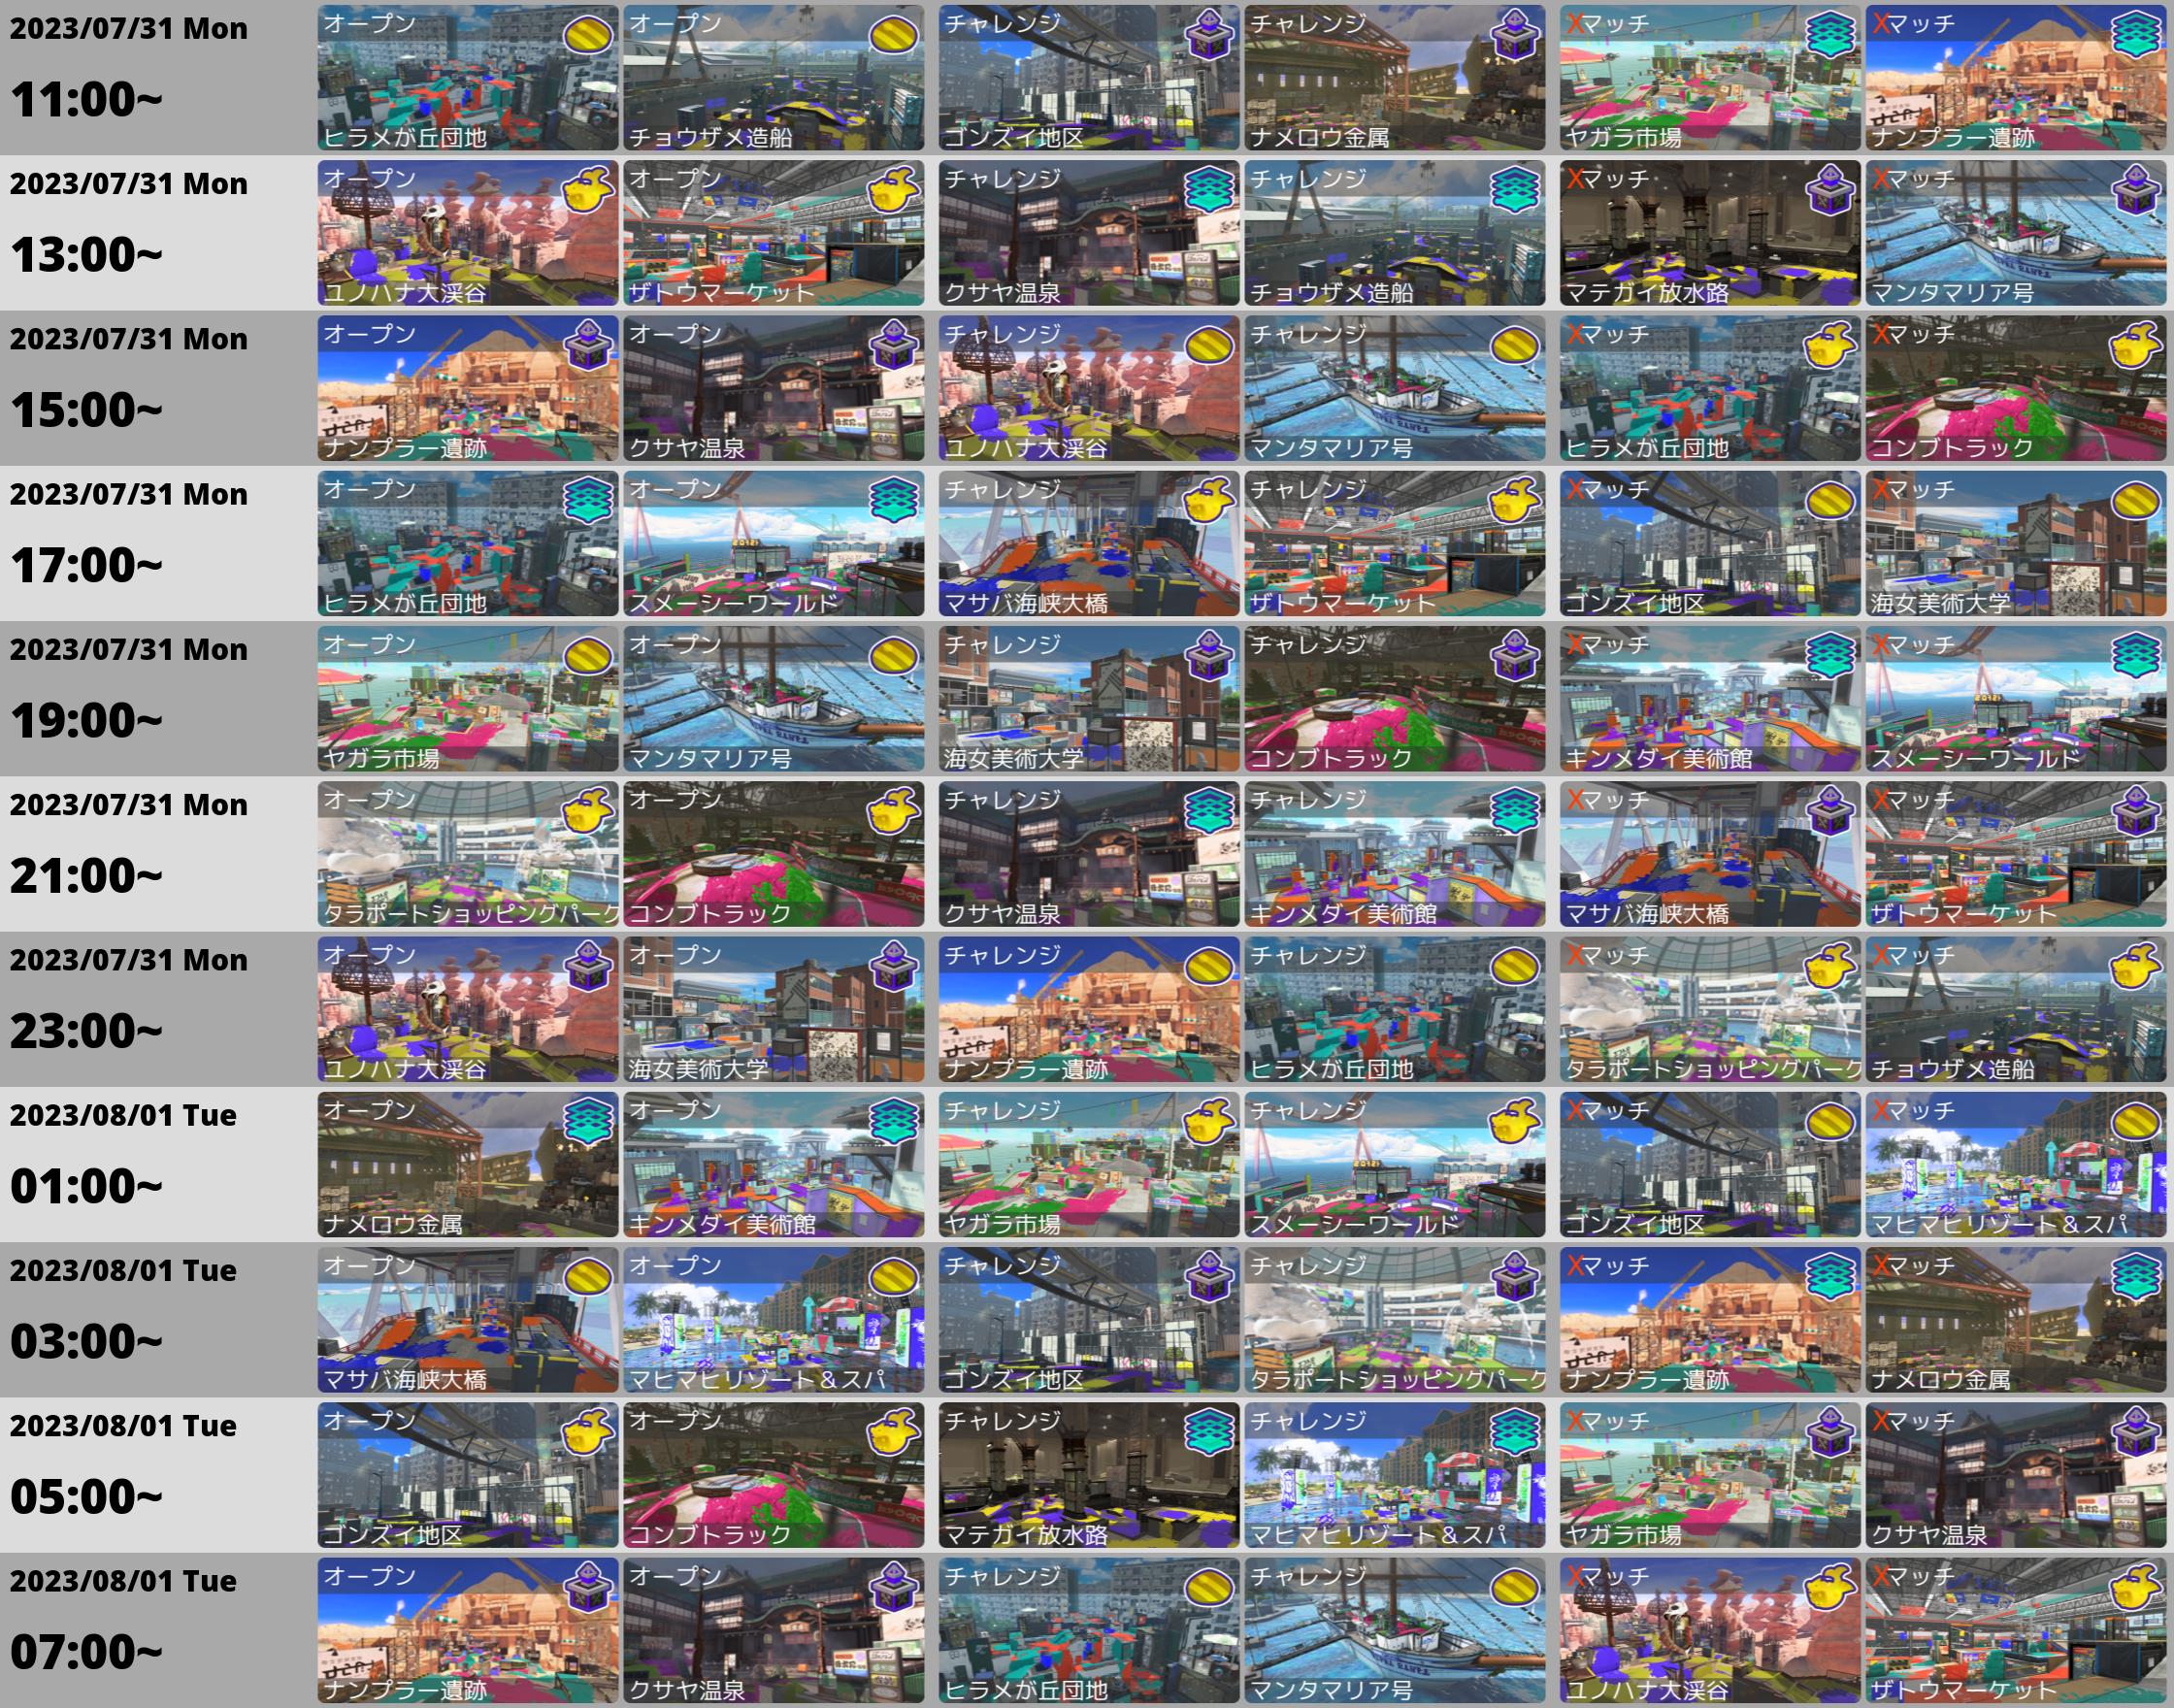 2023/07/31 Mon
11:00~
オープン
ヒラメが丘団地
オープン
チョウザメ造船
チャレンジ
ゴンズイ地区
チャレンジ
ナメロウ金属
Xマッチ
ヤガラ市場
Xマッチ
ナンプラー遺跡
2023/07/31 Mon
13:00~
オープン
ユノハナ大渓谷
オープン
ザトウマーケット
チャレンジ
クサヤ温泉
チャレンジ
チョウザメ造船
Xマッチ
マテガイ放水路
Xマッチ
マンタマリア号
2023/07/31 Mon
15:00~
オープン
ナンプラー遺跡
オープン
クサヤ温泉
チャレンジ
ユノハナ大渓谷
チャレンジ
マンタマリア号
Xマッチ
ヒラメが丘団地
Xマッチ
コンブトラック
2023/07/31 Mon
17:00~
オープン
ヒラメが丘団地
オープン
スメーシーワールド
チャレンジ
マサバ海峡大橋
チャレンジ
ザトウマーケット
Xマッチ
ゴンズイ地区
Xマッチ
海女美術大学
2023/07/31 Mon
19:00~
オープン
ヤガラ市場
オープン
マンタマリア号
チャレンジ
海女美術大学
チャレンジ
コンブトラック
Xマッチ
キンメダイ美術館
Xマッチ
スメーシーワールド
2023/07/31 Mon
21:00~
オープン
タラポートショッピングパーク
オープン
コンブトラック
チャレンジ
クサヤ温泉
チャレンジ
キンメダイ美術館
Xマッチ
マサバ海峡大橋
Xマッチ
ザトウマーケット
2023/07/31 Mon
23:00~
オープン
ユノハナ大渓谷
オープン
海女美術大学
チャレンジ
ナンプラー遺跡
チャレンジ
ヒラメが丘団地
Xマッチ
タラポートショッピングパーク
Xマッチ
チョウザメ造船
2023/08/01 Tue
01:00~
オープン
ナメロウ金属
オープン
キンメダイ美術館
チャレンジ
ヤガラ市場
チャレンジ
スメーシーワールド
Xマッチ
ゴンズイ地区
Xマッチ
マヒマヒリゾート＆スパ
2023/08/01 Tue
03:00~
オープン
マサバ海峡大橋
オープン
マヒマヒリゾート＆スパ
チャレンジ
ゴンズイ地区
チャレンジ
タラポートショッピングパーク
Xマッチ
ナンプラー遺跡
Xマッチ
ナメロウ金属
2023/08/01 Tue
05:00~
オープン
ゴンズイ地区
オープン
コンブトラック
チャレンジ
マテガイ放水路
チャレンジ
マヒマヒリゾート＆スパ
Xマッチ
ヤガラ市場
Xマッチ
クサヤ温泉
2023/08/01 Tue
07:00~
オープン
ナンプラー遺跡
オープン
クサヤ温泉
チャレンジ
ヒラメが丘団地
チャレンジ
マンタマリア号
Xマッチ
ユノハナ大渓谷
Xマッチ
ザトウマーケット